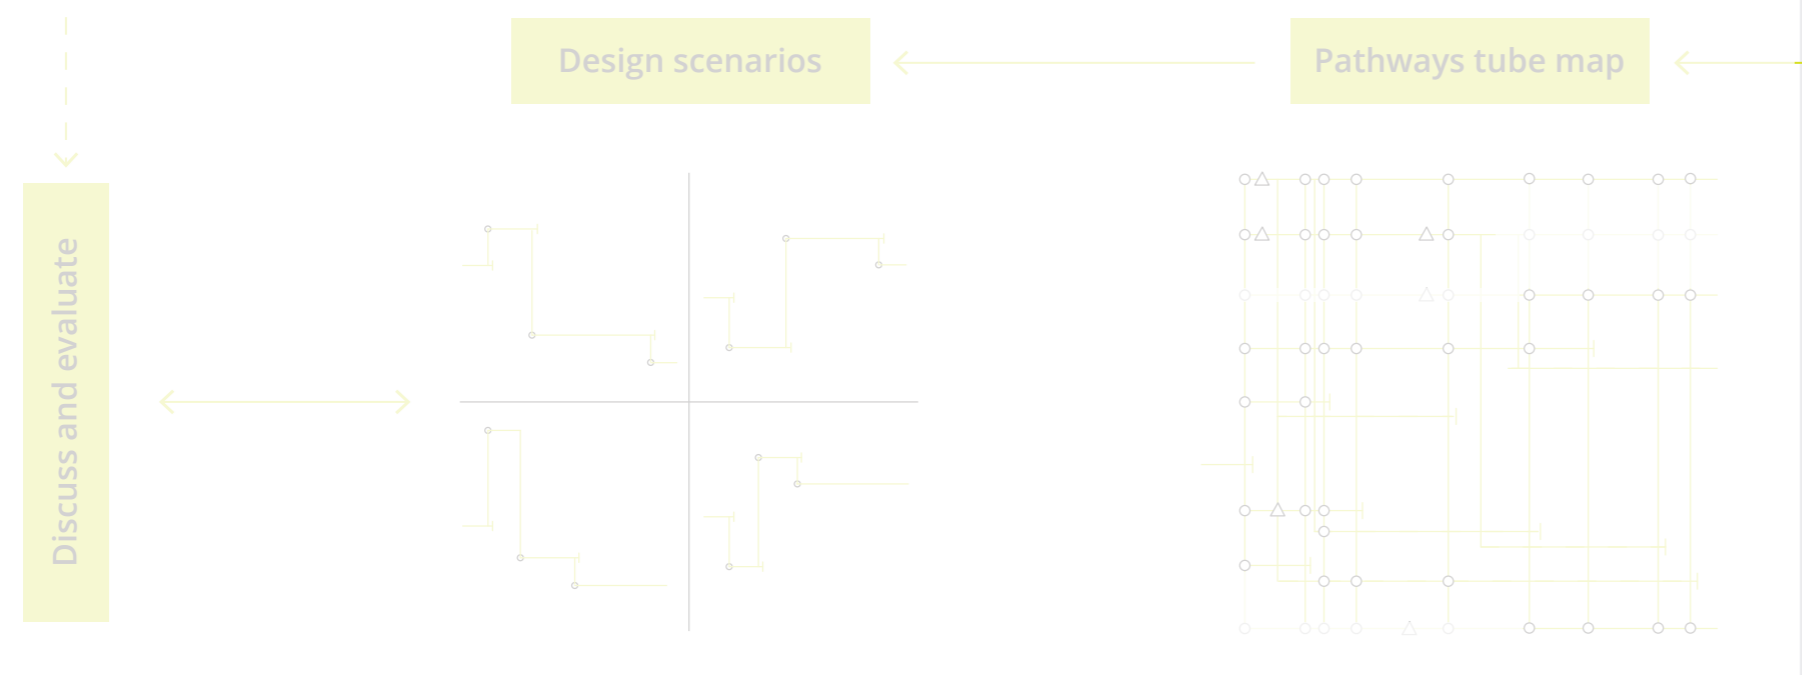 Design scenarios
Pathways tube map
Discuss and evaluate